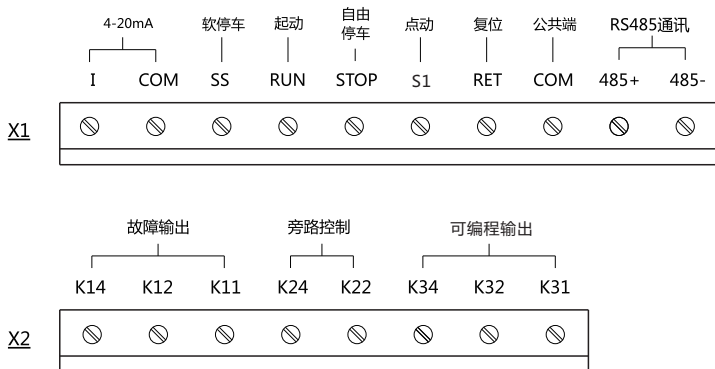 4-20mA 软停车 起动 自由停车 点动 复位 公共端 RS485通讯
I COM SS RUN STOP S1 RET COM 485+ 485-
X1
故障输出 旁路控制 可编程输出
K14 K12 K11 K24 K22 K34 K32 K31
X2